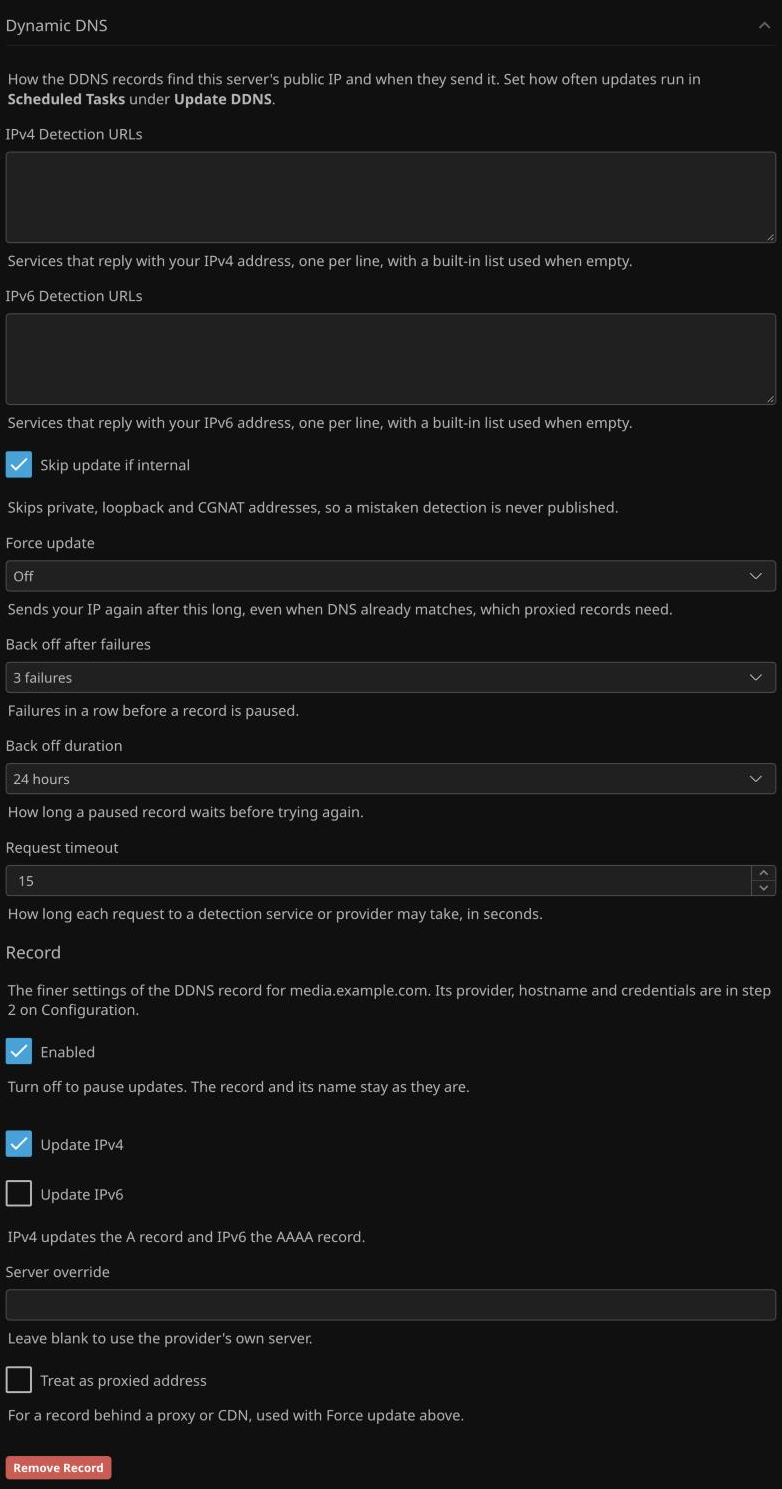 Dynamic DNS
How the DDNS records find this server's public IP and when they send it. Set how often updates run in
Scheduled Tasks under Update DDNS.
IPv4 Detection URLs
Services that reply with your IPv4 address, one per line, with a built-in list used when empty.
IPv6 Detection URLs
Services that reply with your IPv6 address, one per line, with a built-in list used when empty.
Skip update if internal
Skips private, loopback and CGNAT addresses, so a mistaken detection is never published.
Force update
Off
Sends your IP again after this long, even when DNS already matches, which proxied records need.
Back off after failures
3 failures
Failures in a row before a record is paused.
Back off duration
24 hours
How long a paused record waits before trying again.
Request timeout
15
How long each request to a detection service or provider may take, in seconds.
Record
The finer settings of the DDNS record for media.example.com. Its provider, hostname and credentials are in step
2 on Configuration.
Enabled
Turn off to pause updates. The record and its name stay as they are.
Update IPv4
Update IPv6
IPv4 updates the A record and IPv6 the AAAA record.
Server override
Leave blank to use the provider's own server.
Treat as proxied address
For a record behind a proxy or CDN, used with Force update above.
Remove Record